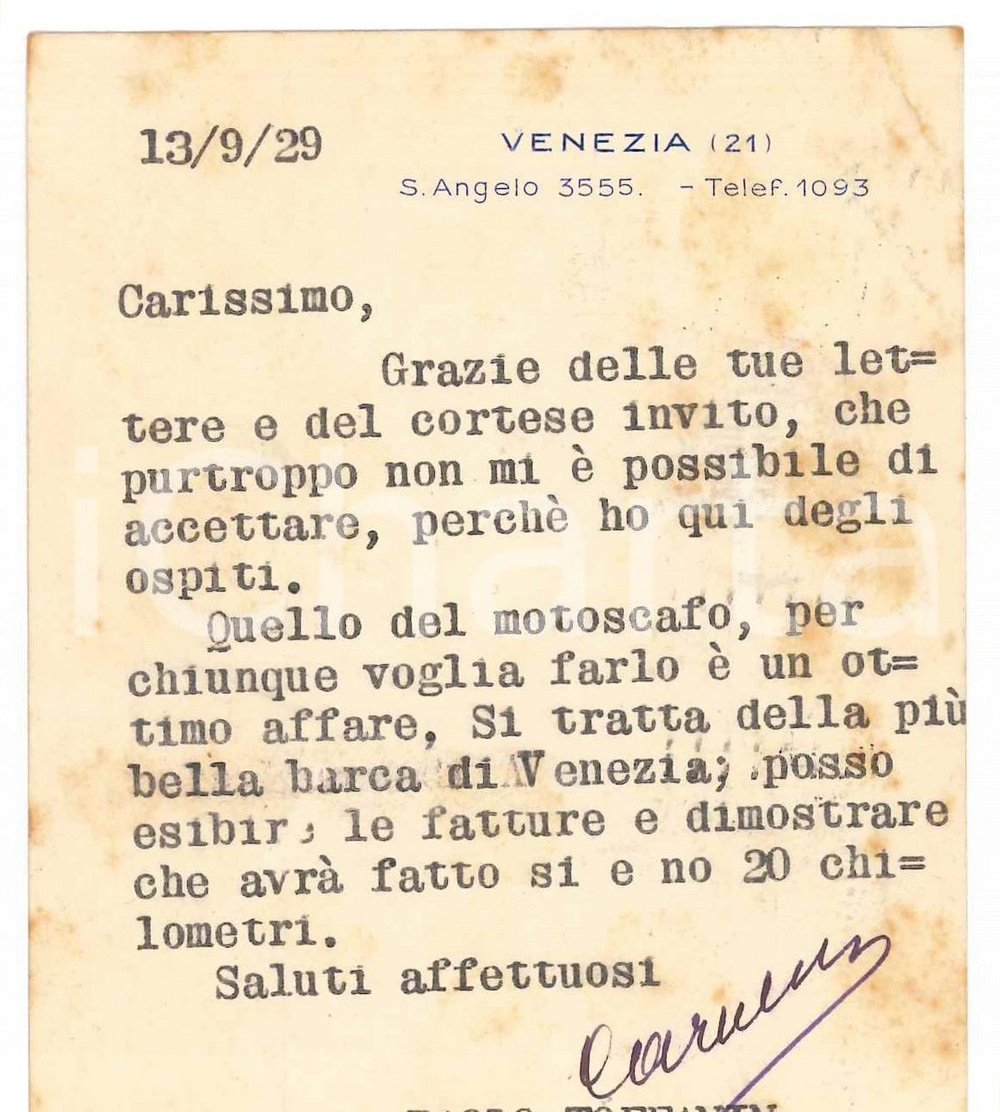 13/9/29
VENEZIA (21)
S. Angelo 3555. - Telef. 1093
Carissimo,
Grazie delle tue let=
tere e del cortese invito, che
purtroppo non mi è possibile di
accettare, perchè ho qui degli
ospiti.
Quello del motoscafo, per
chiunque voglia farlo è un ot=
timo affare, Si tratta della più
bella barca di Venezia; posso
esibir; le fatture e dimostrare
che avrà fatto si e no 20 chi=
lometri.
Saluti affettuosi
iCharta